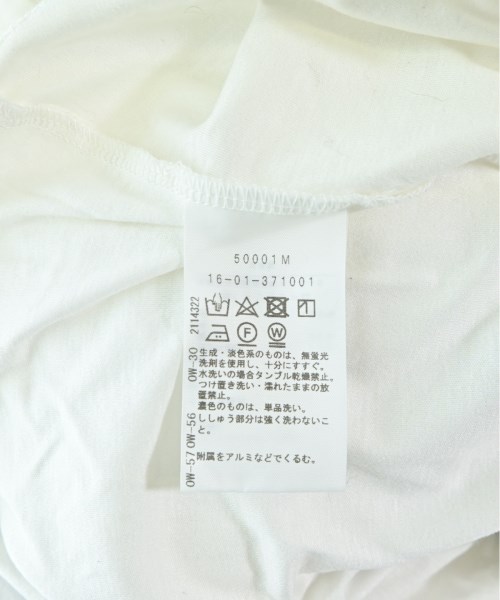 50001M
16-01-371001
F W
生成・淡色系のものは、無蛍光
洗剤を使用し、十分にすすぐ。
水洗いの場合タンブル乾燥禁止。
つけ置き洗い・濡れたままの放
置禁止。
濃色のものは、単品洗い。
ししゅう部分は強く洗わないこ
と。
附属をアルミなどでくるむ。
OW-57 OW-56 OW-30 2114322